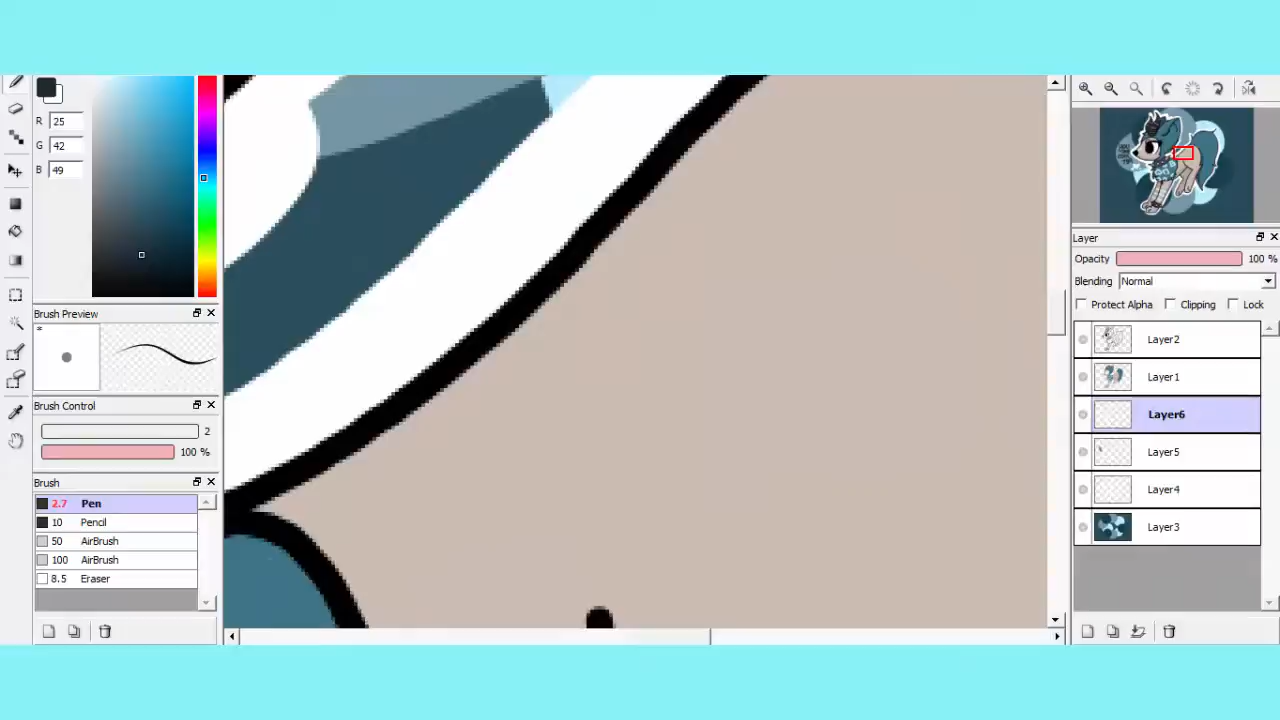 R 25
G 42
B 49
Brush Preview
*
Brush Control
2
100 %
Brush
2.7 Pen
10 Pencil
50 AirBrush
100 AirBrush
8.5 Eraser
Layer
Opacity 100 %
Blending Normal
Protect Alpha Clipping Lock
Layer2
Layer1
Layer6
Layer5
Layer4
Layer3